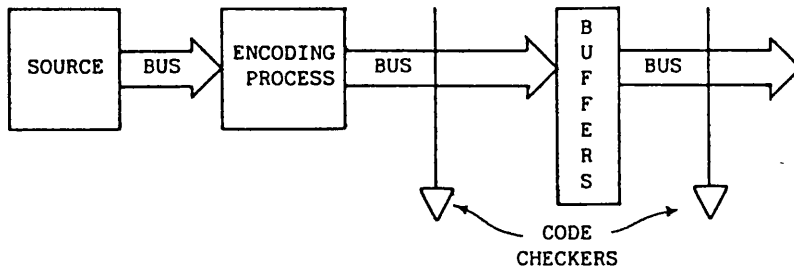 SOURCE
BUS
ENCODING
PROCESS
BUS
B
U
F
F
E
R
S
BUS
CODE
CHECKERS